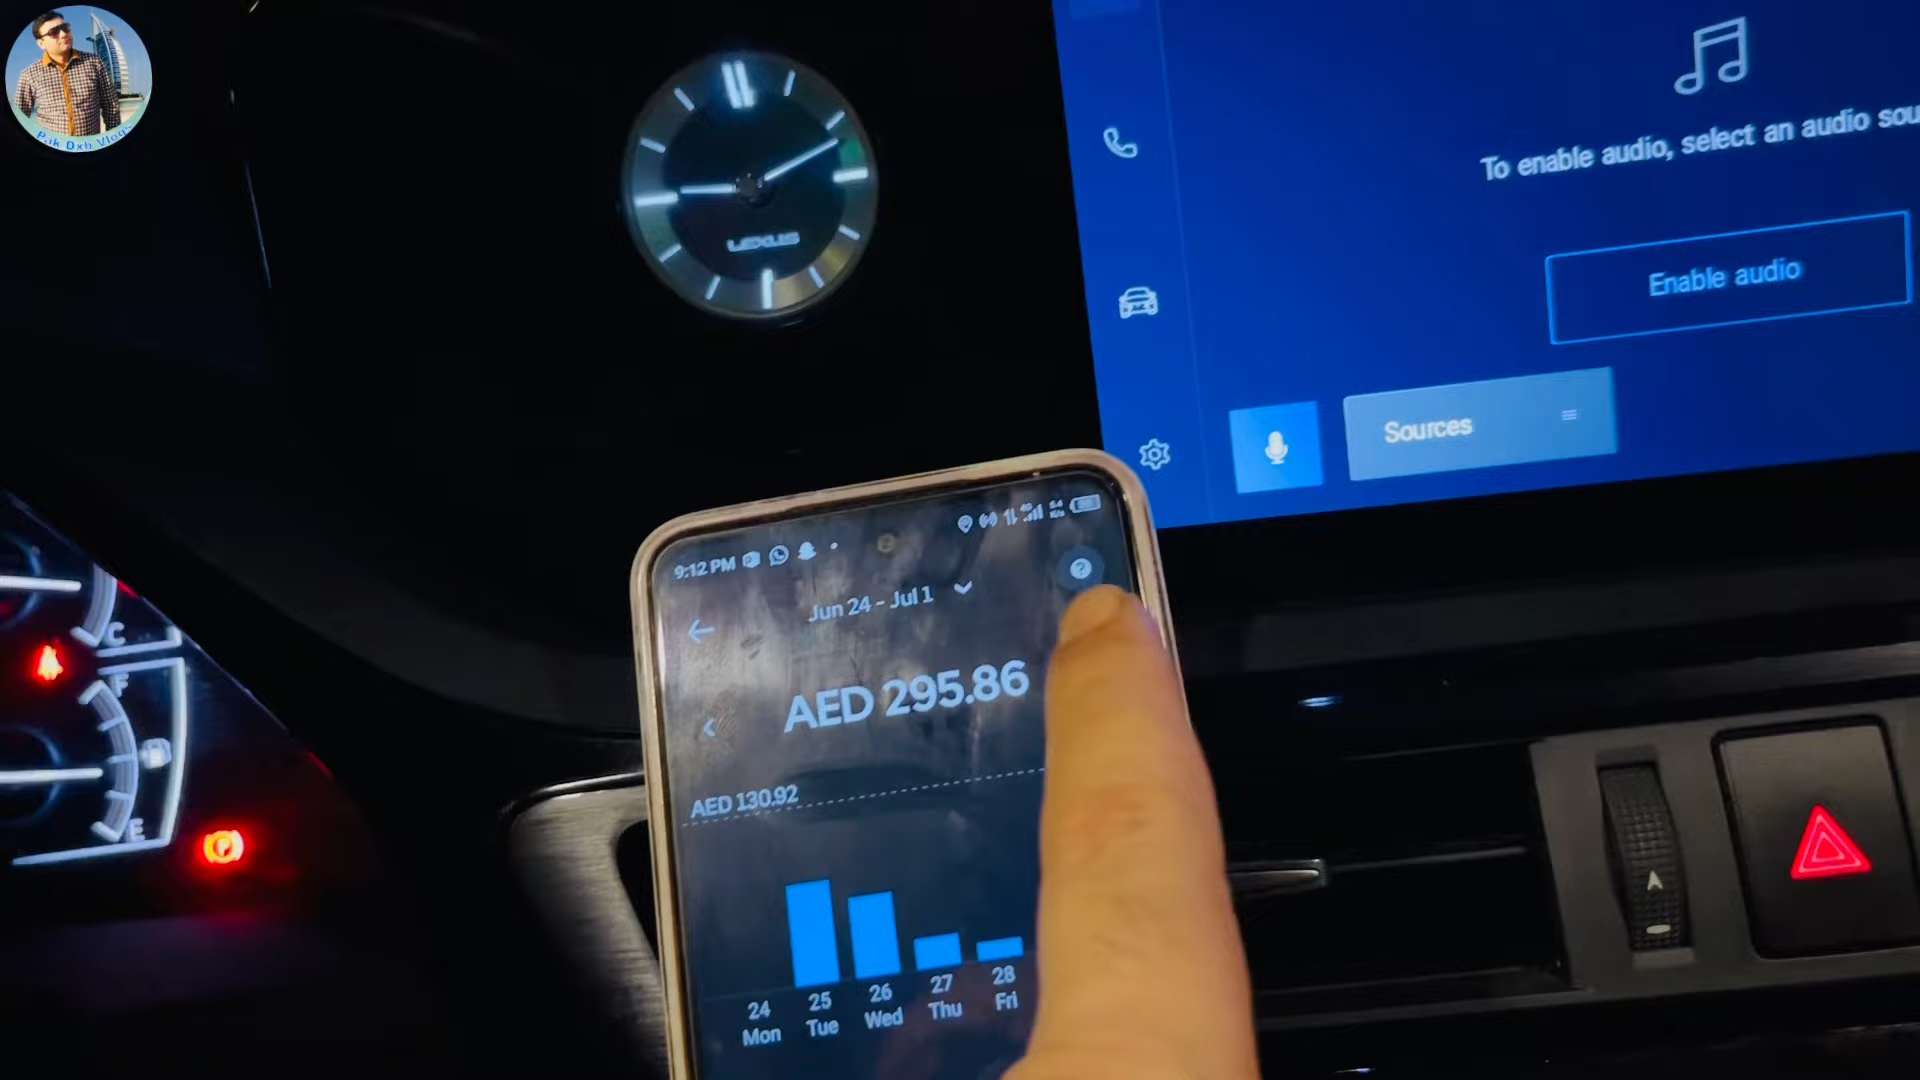 Pak Dxb Vlogs
LEXUS
To enable audio, select an audio sou
Enable audio
Sources
9:12 PM
Jun 24 - Jul 1
AED 295.86
AED 130.92
24
Mon
25
Tue
26
Wed
27
Thu
28
Fri
C
F
E
P
A